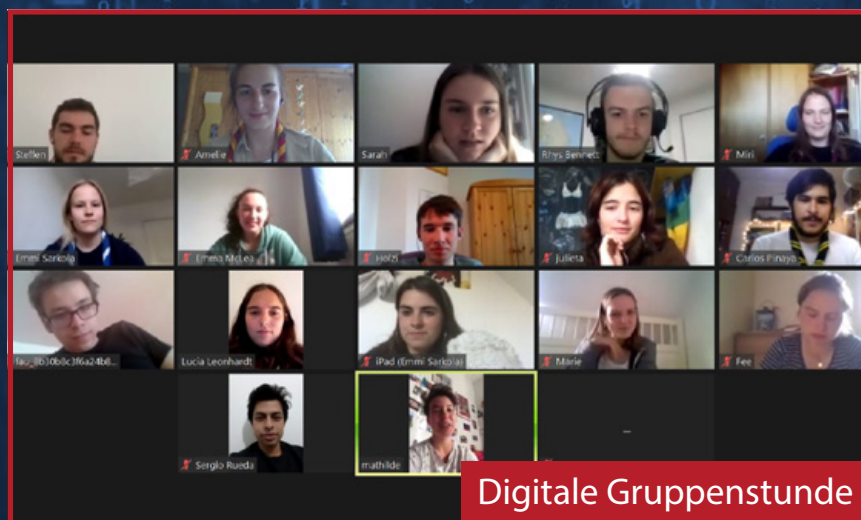 Steffen
Amelie
Sarah
Rhys Bennett
Miri
Emmi Sarkola
Emma McLea
Holzi
Julieta
Carlos Pinaya
Lucia Leonhardt
iPad (Emmi Sarkola)
Marie
Fee
Sergio Rueda
mathilde
Digitale Gruppenstunde